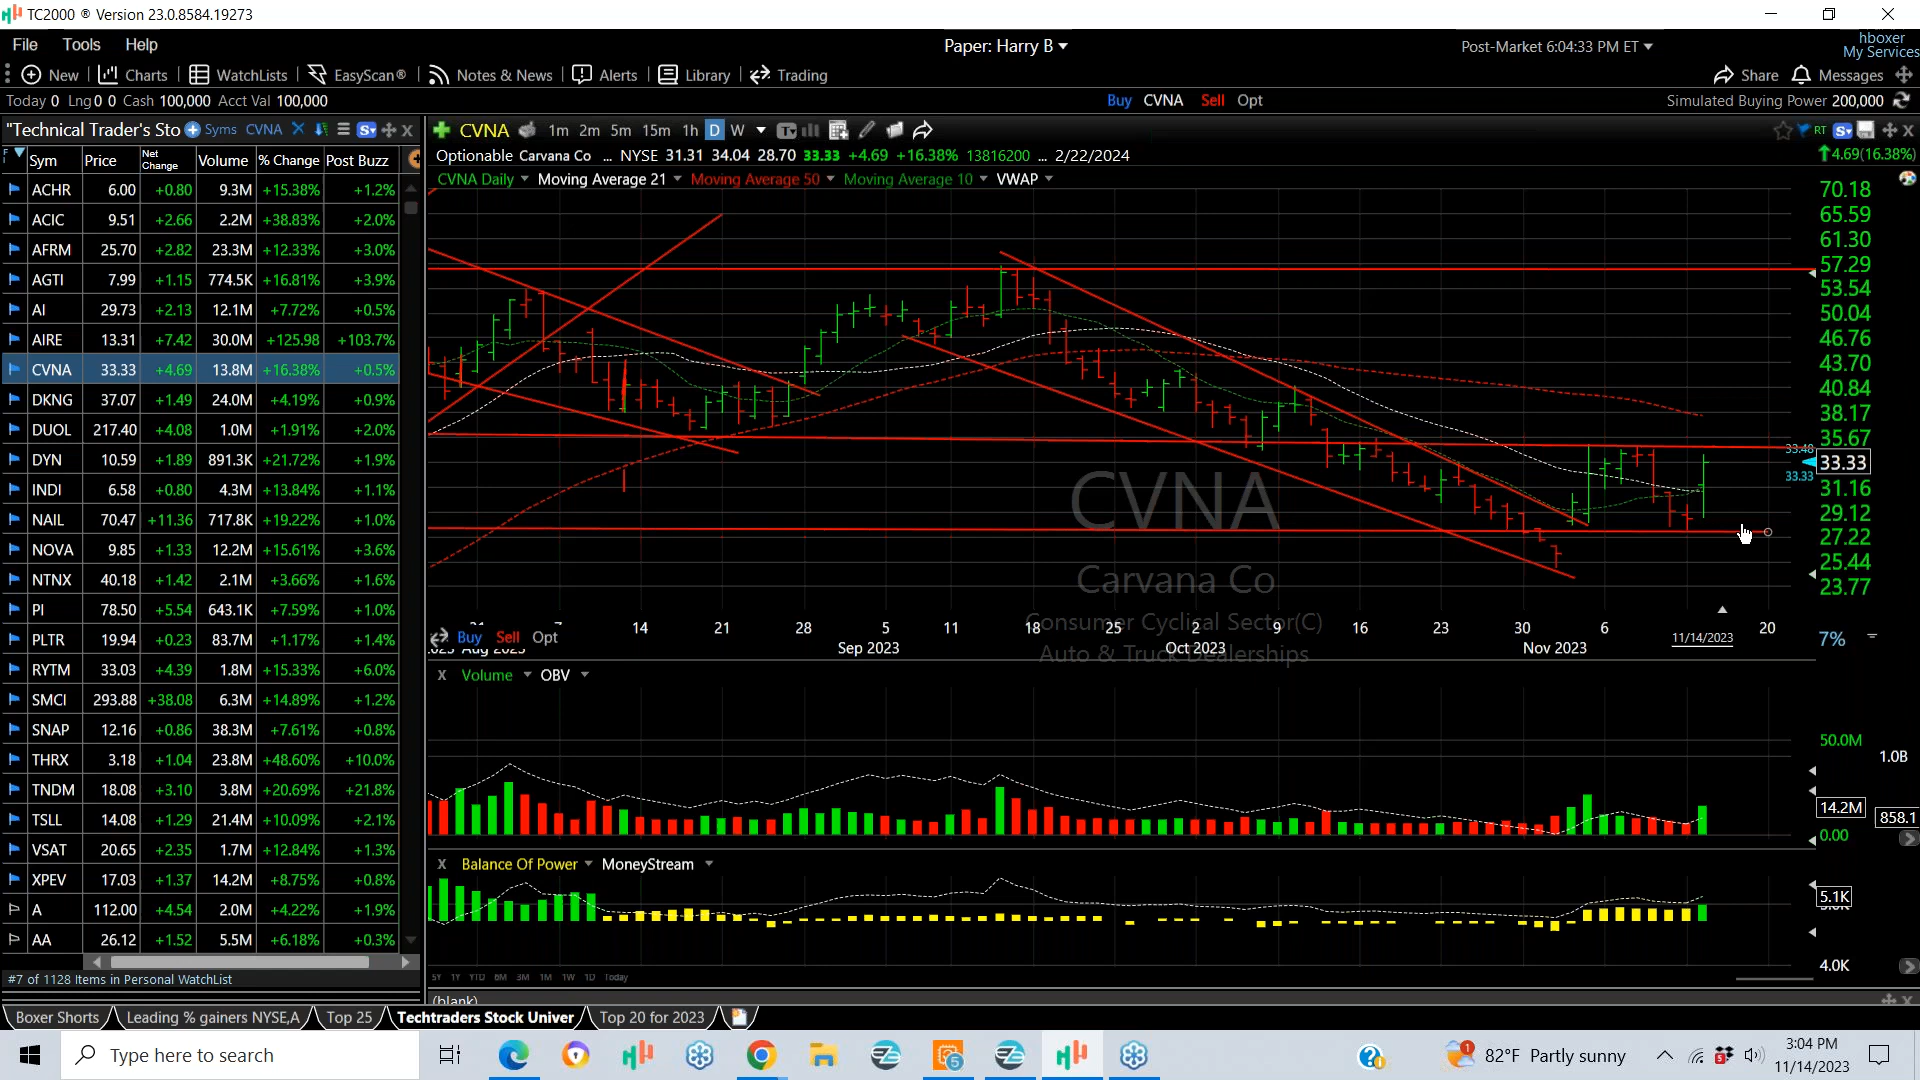 TC2000 ® Version 23.0.8584.19273
File Tools Help
Paper: Harry B
Post-Market 6:04:33 PM ET
hboxer
My Services
New Charts WatchLists EasyScan® Notes & News Alerts Library Trading
Share Messages
Today 0 Lng 0 0 Cash 100,000 Acct Val 100,000
Buy CVNA Sell Opt
Simulated Buying Power 200,000
"Technical Trader's Sto Syms CVNA
CVNA 1m 2m 5m 15m 1h D W
RT
Optionable Carvana Co ... NYSE 31.31 34.04 28.70 33.33 +4.69 +16.38% 13816200 ... 2/22/2024
4.69(16.38%)
CVNA Daily Moving Average 21 Moving Average 50 Moving Average 10 VWAP
Sym Price Net Change Volume % Change Post Buzz
ACHR 6.00 +0.80 9.3M +15.38% +1.2%
ACIC 9.51 +2.66 2.2M +38.83% +2.0%
AFRM 25.70 +2.82 23.3M +12.33% +3.0%
AGTI 7.99 +1.15 774.5K +16.81% +3.9%
AI 29.73 +2.13 12.1M +7.72% +0.5%
AIRE 13.31 +7.42 30.0M +125.98 +103.7%
CVNA 33.33 +4.69 13.8M +16.38% +0.5%
DKNG 37.07 +1.49 24.0M +4.19% +0.9%
DUOL 217.40 +4.08 1.0M +1.91% +2.0%
DYN 10.59 +1.89 891.3K +21.72% +1.9%
INDI 6.58 +0.80 4.3M +13.84% +1.1%
NAIL 70.47 +11.36 717.8K +19.22% +1.0%
NOVA 9.85 +1.33 12.2M +15.61% +3.6%
NTNX 40.18 +1.42 2.1M +3.66% +1.6%
PI 78.50 +5.54 643.1K +7.59% +1.0%
PLTR 19.94 +0.23 83.7M +1.17% +1.4%
RYTM 33.03 +4.39 1.8M +15.33% +6.0%
SMCI 293.88 +38.08 6.3M +14.89% +1.2%
SNAP 12.16 +0.86 38.3M +7.61% +0.8%
THRX 3.18 +1.04 23.8M +48.60% +10.0%
TNDM 18.08 +3.10 3.8M +20.69% +21.8%
TSLL 14.08 +1.29 21.4M +10.09% +2.1%
VSAT 20.65 +2.35 1.7M +12.84% +1.3%
XPEV 17.03 +1.37 14.2M +8.75% +0.8%
A 112.00 +4.54 2.0M +4.22% +1.9%
AA 26.12 +1.52 5.5M +6.18% +0.3%
#7 of 1128 Items in Personal WatchList
70.18
65.59
61.30
57.29
53.54
50.04
46.76
43.70
40.84
38.17
35.67
33.48
33.33
33.33
31.16
29.12
27.22
25.44
23.77
CVNA
Carvana Co
Consumer Cyclical Sector(C)
Auto & Truck Dealerships
14 21 28 5 11 18 25 2 9 16 23 30 6 11/14/2023 20
7%
Buy Sell Opt
Sep 2023 Oct 2023 Nov 2023
X Volume OBV
50.0M
1.0B
14.2M
858.1
0.00
X Balance Of Power MoneyStream
5.1K
4.0K
5Y 1Y YTD 6M 3M 1M 1W 1D Today
(blank)
Boxer Shorts Leading % gainers NYSE,A Top 25 Techtraders Stock Univer Top 20 for 2023
Type here to search
82°F Partly sunny
3:04 PM
11/14/2023